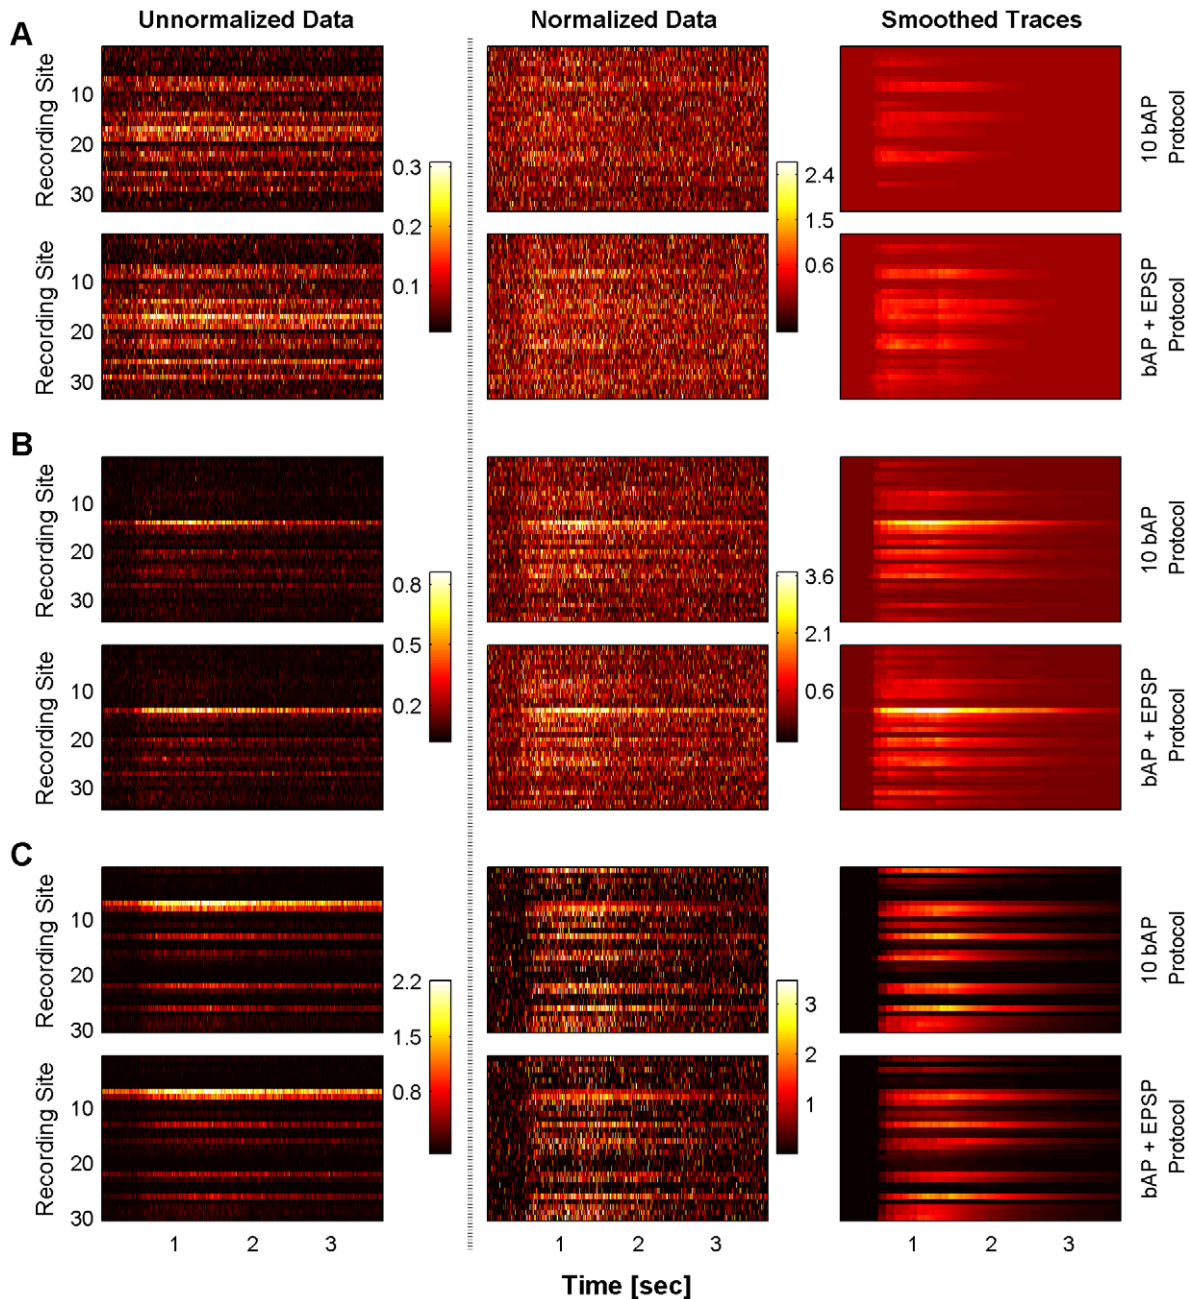 Unnormalized Data
Normalized Data
Smoothed Traces
A
Recording Site
10
20
30
0.3
0.2
0.1
2.4
1.5
0.6
10 bAP
Protocol
Recording Site
10
20
30
bAP + EPSP
Protocol
B
Recording Site
10
20
30
0.8
0.5
0.2
3.6
2.1
0.6
10 bAP
Protocol
Recording Site
10
20
30
bAP + EPSP
Protocol
C
Recording Site
10
20
30
2.2
1.5
0.8
3
2
1
10 bAP
Protocol
Recording Site
10
20
30
bAP + EPSP
Protocol
1 2 3
1 2 3
1 2 3
Time [sec]